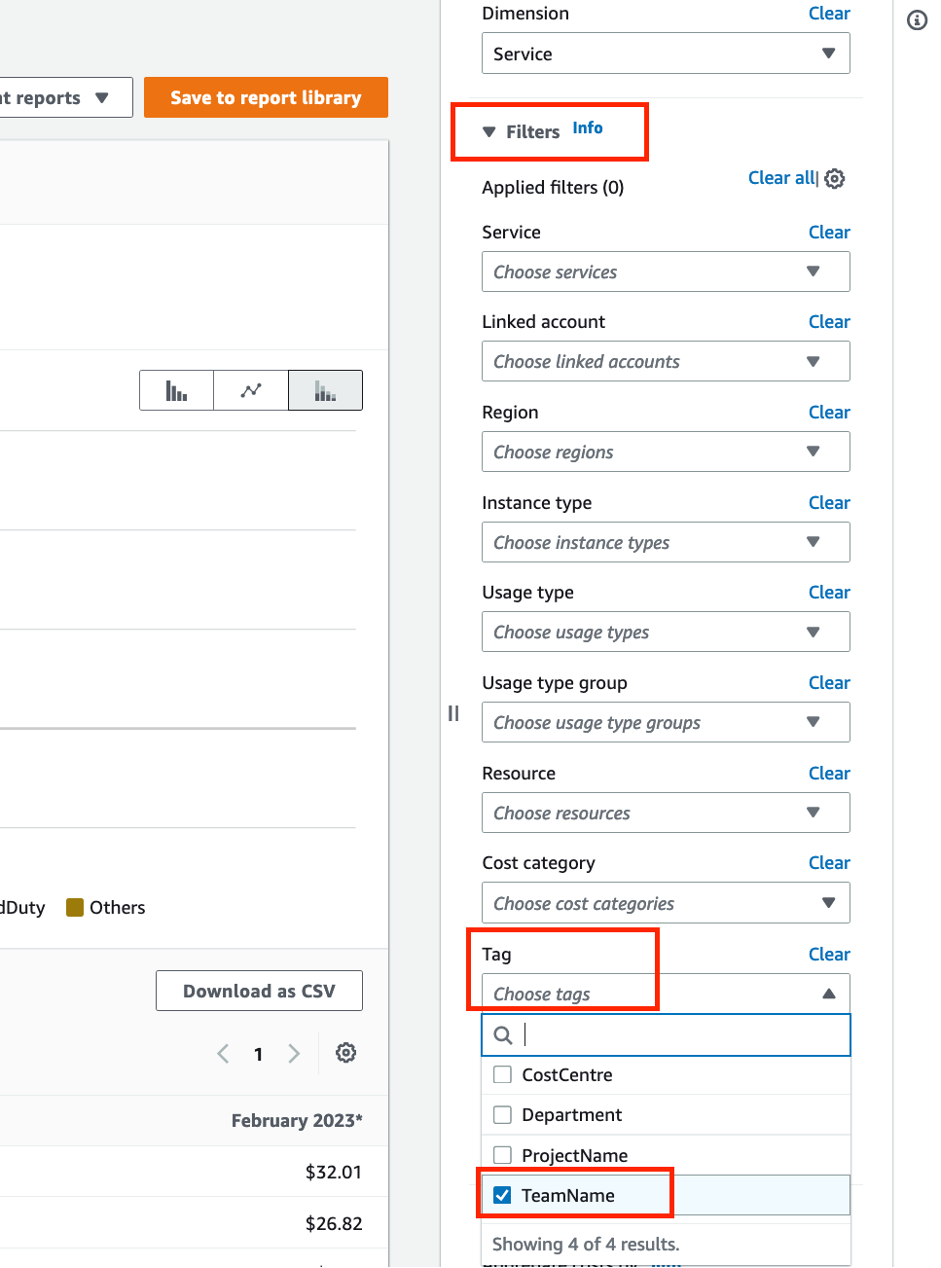 Dimension Clear
Service
nt reports
Save to report library
Filters Info
Applied filters (0) Clear all|
Service Clear
Choose services
Linked account Clear
Choose linked accounts
Region Clear
Choose regions
Instance type Clear
Choose instance types
Usage type Clear
Choose usage types
Usage type group Clear
Choose usage type groups
Resource Clear
Choose resources
Cost category Clear
Choose cost categories
dDuty Others
Tag Clear
Choose tags
Download as CSV
1
CostCentre
Department
February 2023*
ProjectName
$32.01
TeamName
$26.82
Showing 4 of 4 results.